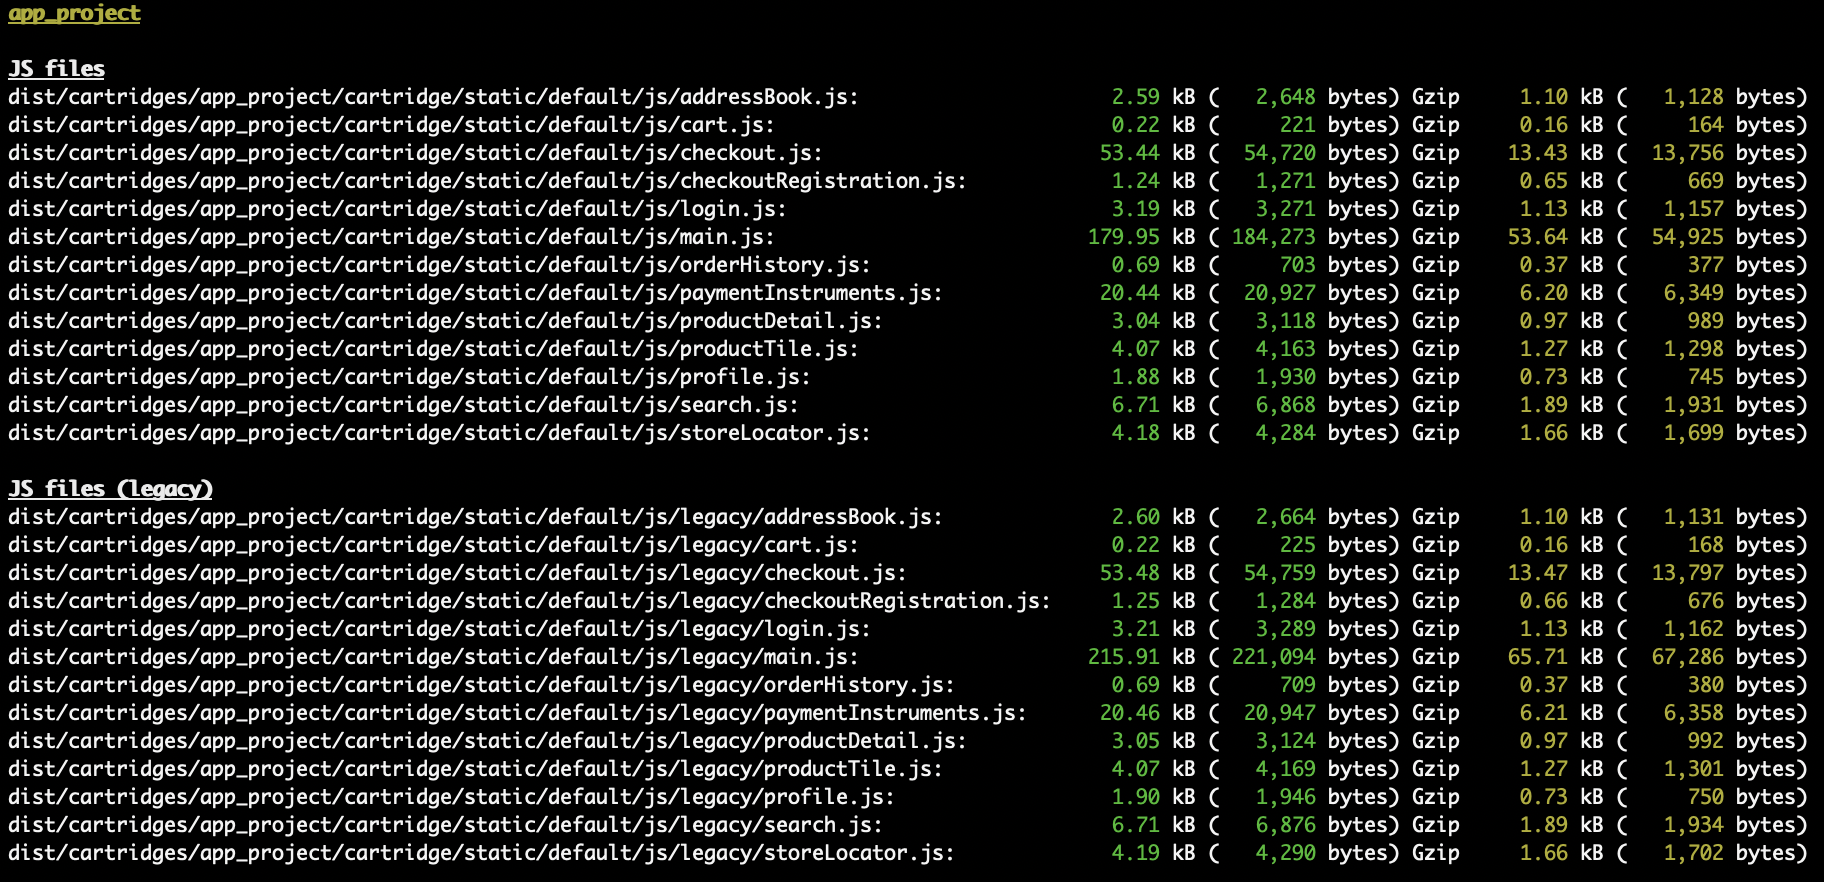 app_project
JS files
dist/cartridges/app_project/cartridge/static/default/js/addressBook.js: 2.59 kB ( 2,648 bytes) Gzip 1.10 kB ( 1,128 bytes)
dist/cartridges/app_project/cartridge/static/default/js/cart.js: 0.22 kB ( 221 bytes) Gzip 0.16 kB ( 164 bytes)
dist/cartridges/app_project/cartridge/static/default/js/checkout.js: 53.44 kB ( 54,720 bytes) Gzip 13.43 kB ( 13,756 bytes)
dist/cartridges/app_project/cartridge/static/default/js/checkoutRegistration.js: 1.24 kB ( 1,271 bytes) Gzip 0.65 kB ( 669 bytes)
dist/cartridges/app_project/cartridge/static/default/js/login.js: 3.19 kB ( 3,271 bytes) Gzip 1.13 kB ( 1,157 bytes)
dist/cartridges/app_project/cartridge/static/default/js/main.js: 179.95 kB ( 184,273 bytes) Gzip 53.64 kB ( 54,925 bytes)
dist/cartridges/app_project/cartridge/static/default/js/orderHistory.js: 0.69 kB ( 703 bytes) Gzip 0.37 kB ( 377 bytes)
dist/cartridges/app_project/cartridge/static/default/js/paymentInstruments.js: 20.44 kB ( 20,927 bytes) Gzip 6.20 kB ( 6,349 bytes)
dist/cartridges/app_project/cartridge/static/default/js/productDetail.js: 3.04 kB ( 3,118 bytes) Gzip 0.97 kB ( 989 bytes)
dist/cartridges/app_project/cartridge/static/default/js/productTile.js: 4.07 kB ( 4,163 bytes) Gzip 1.27 kB ( 1,298 bytes)
dist/cartridges/app_project/cartridge/static/default/js/profile.js: 1.88 kB ( 1,930 bytes) Gzip 0.73 kB ( 745 bytes)
dist/cartridges/app_project/cartridge/static/default/js/search.js: 6.71 kB ( 6,868 bytes) Gzip 1.89 kB ( 1,931 bytes)
dist/cartridges/app_project/cartridge/static/default/js/storeLocator.js: 4.18 kB ( 4,284 bytes) Gzip 1.66 kB ( 1,699 bytes)
JS files (legacy)
dist/cartridges/app_project/cartridge/static/default/js/legacy/addressBook.js: 2.60 kB ( 2,664 bytes) Gzip 1.10 kB ( 1,131 bytes)
dist/cartridges/app_project/cartridge/static/default/js/legacy/cart.js: 0.22 kB ( 225 bytes) Gzip 0.16 kB ( 168 bytes)
dist/cartridges/app_project/cartridge/static/default/js/legacy/checkout.js: 53.48 kB ( 54,759 bytes) Gzip 13.47 kB ( 13,797 bytes)
dist/cartridges/app_project/cartridge/static/default/js/legacy/checkoutRegistration.js: 1.25 kB ( 1,284 bytes) Gzip 0.66 kB ( 676 bytes)
dist/cartridges/app_project/cartridge/static/default/js/legacy/login.js: 3.21 kB ( 3,289 bytes) Gzip 1.13 kB ( 1,162 bytes)
dist/cartridges/app_project/cartridge/static/default/js/legacy/main.js: 215.91 kB ( 221,094 bytes) Gzip 65.71 kB ( 67,286 bytes)
dist/cartridges/app_project/cartridge/static/default/js/legacy/orderHistory.js: 0.69 kB ( 709 bytes) Gzip 0.37 kB ( 380 bytes)
dist/cartridges/app_project/cartridge/static/default/js/legacy/paymentInstruments.js: 20.46 kB ( 20,947 bytes) Gzip 6.21 kB ( 6,358 bytes)
dist/cartridges/app_project/cartridge/static/default/js/legacy/productDetail.js: 3.05 kB ( 3,124 bytes) Gzip 0.97 kB ( 992 bytes)
dist/cartridges/app_project/cartridge/static/default/js/legacy/productTile.js: 4.07 kB ( 4,169 bytes) Gzip 1.27 kB ( 1,301 bytes)
dist/cartridges/app_project/cartridge/static/default/js/legacy/profile.js: 1.90 kB ( 1,946 bytes) Gzip 0.73 kB ( 750 bytes)
dist/cartridges/app_project/cartridge/static/default/js/legacy/search.js: 6.71 kB ( 6,876 bytes) Gzip 1.89 kB ( 1,934 bytes)
dist/cartridges/app_project/cartridge/static/default/js/legacy/storeLocator.js: 4.19 kB ( 4,290 bytes) Gzip 1.66 kB ( 1,702 bytes)